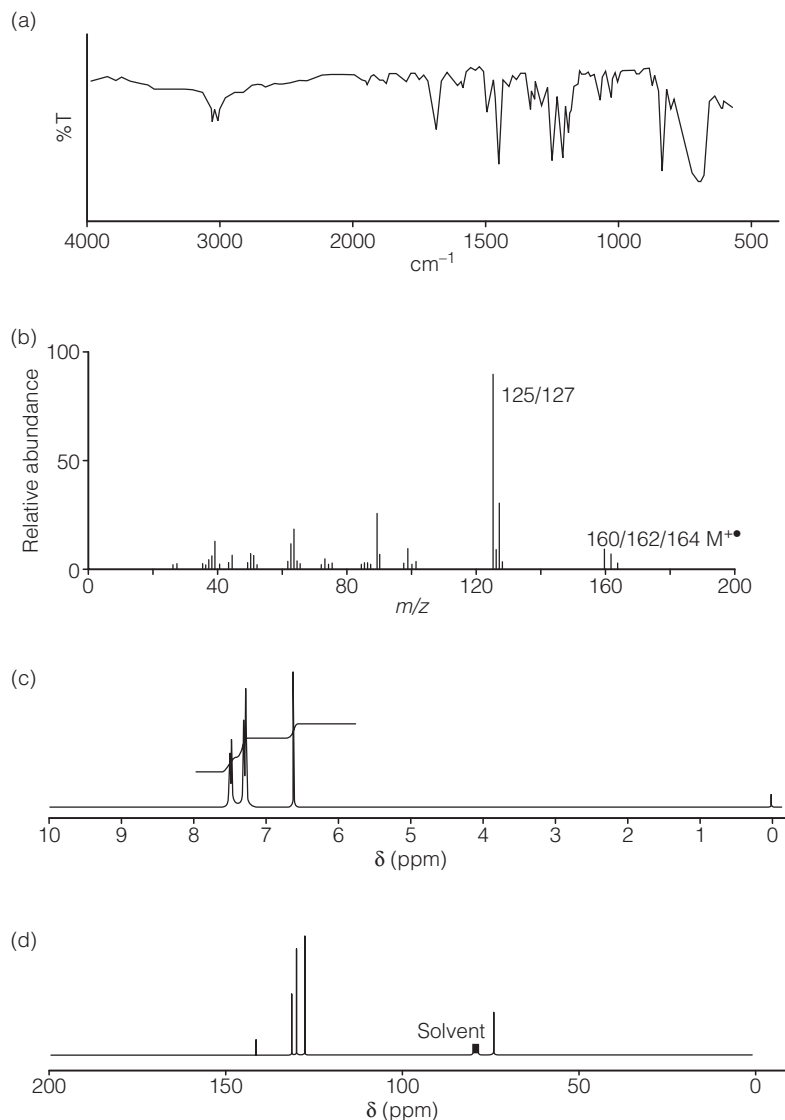 (a)
%T
4000 3000 2000 1500 1000 500
cm⁻¹
(b)
100
50
0
Relative abundance
125/127
160/162/164 M⁺•
0 40 80 120 160 200
m/z
(c)
10 9 8 7 6 5 4 3 2 1 0
δ (ppm)
(d)
Solvent
200 150 100 50 0
δ (ppm)